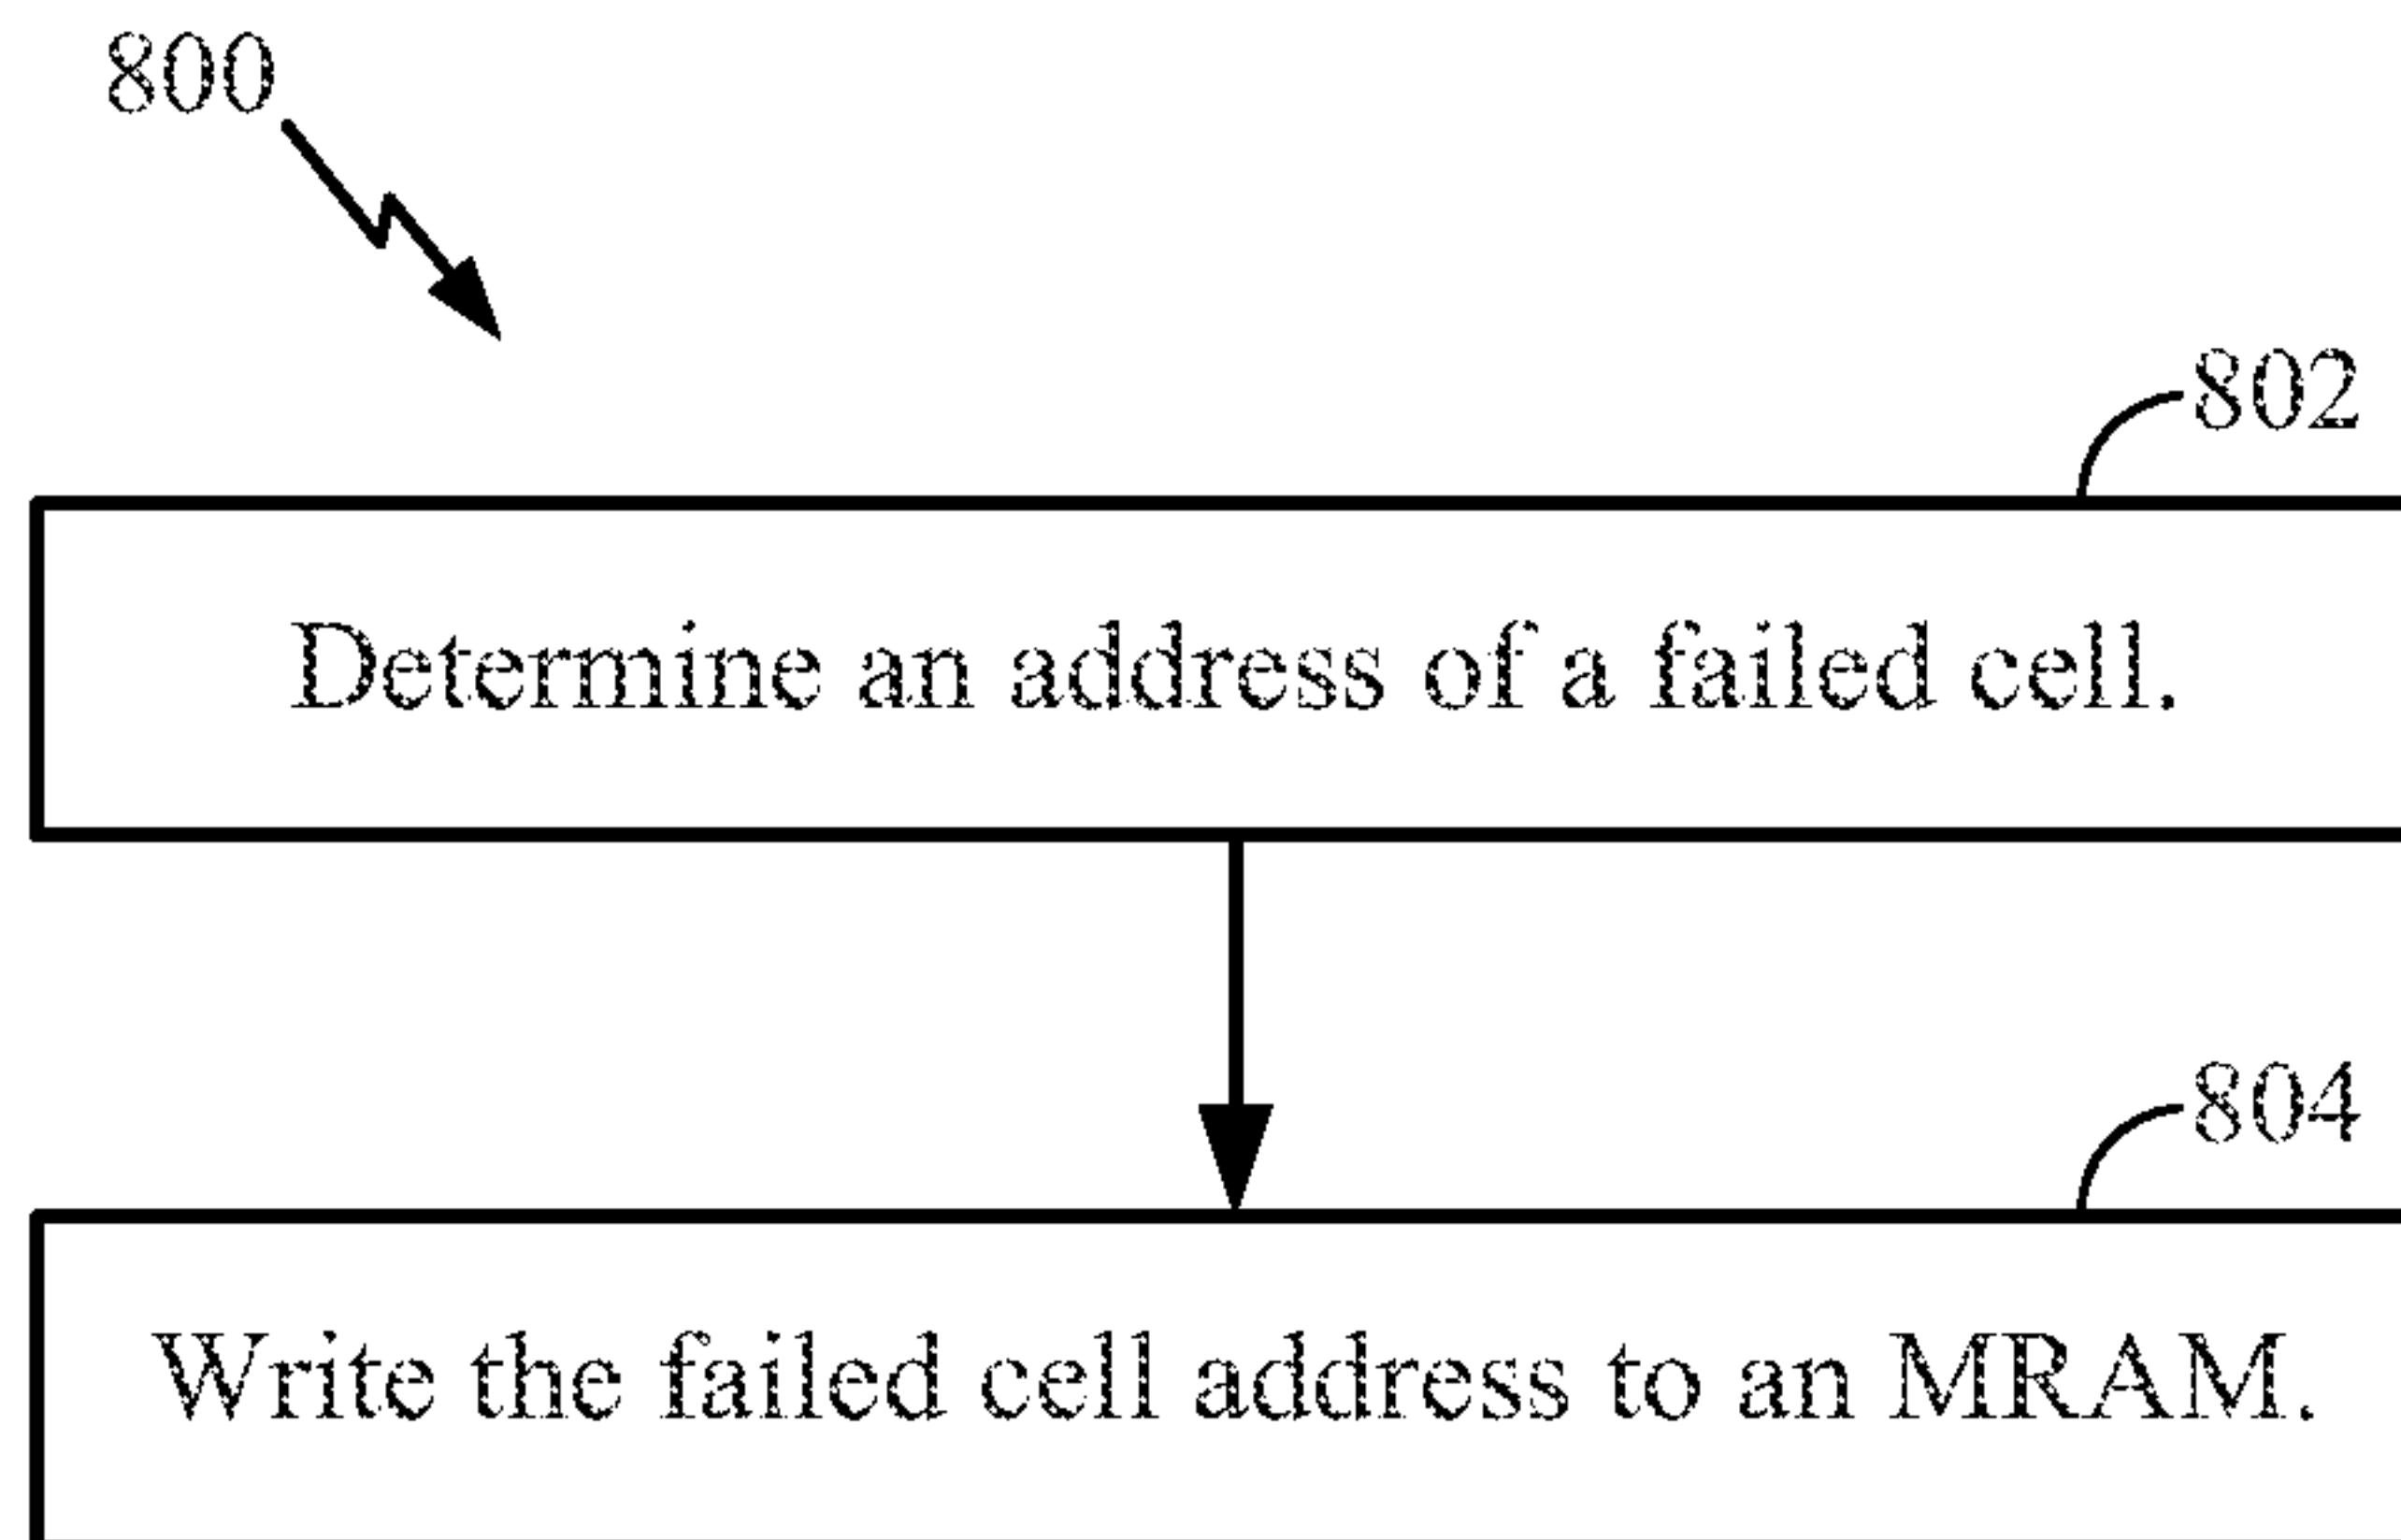 800
802
Determine an address of a failed cell.
804
Write the failed cell address to an MRAM.